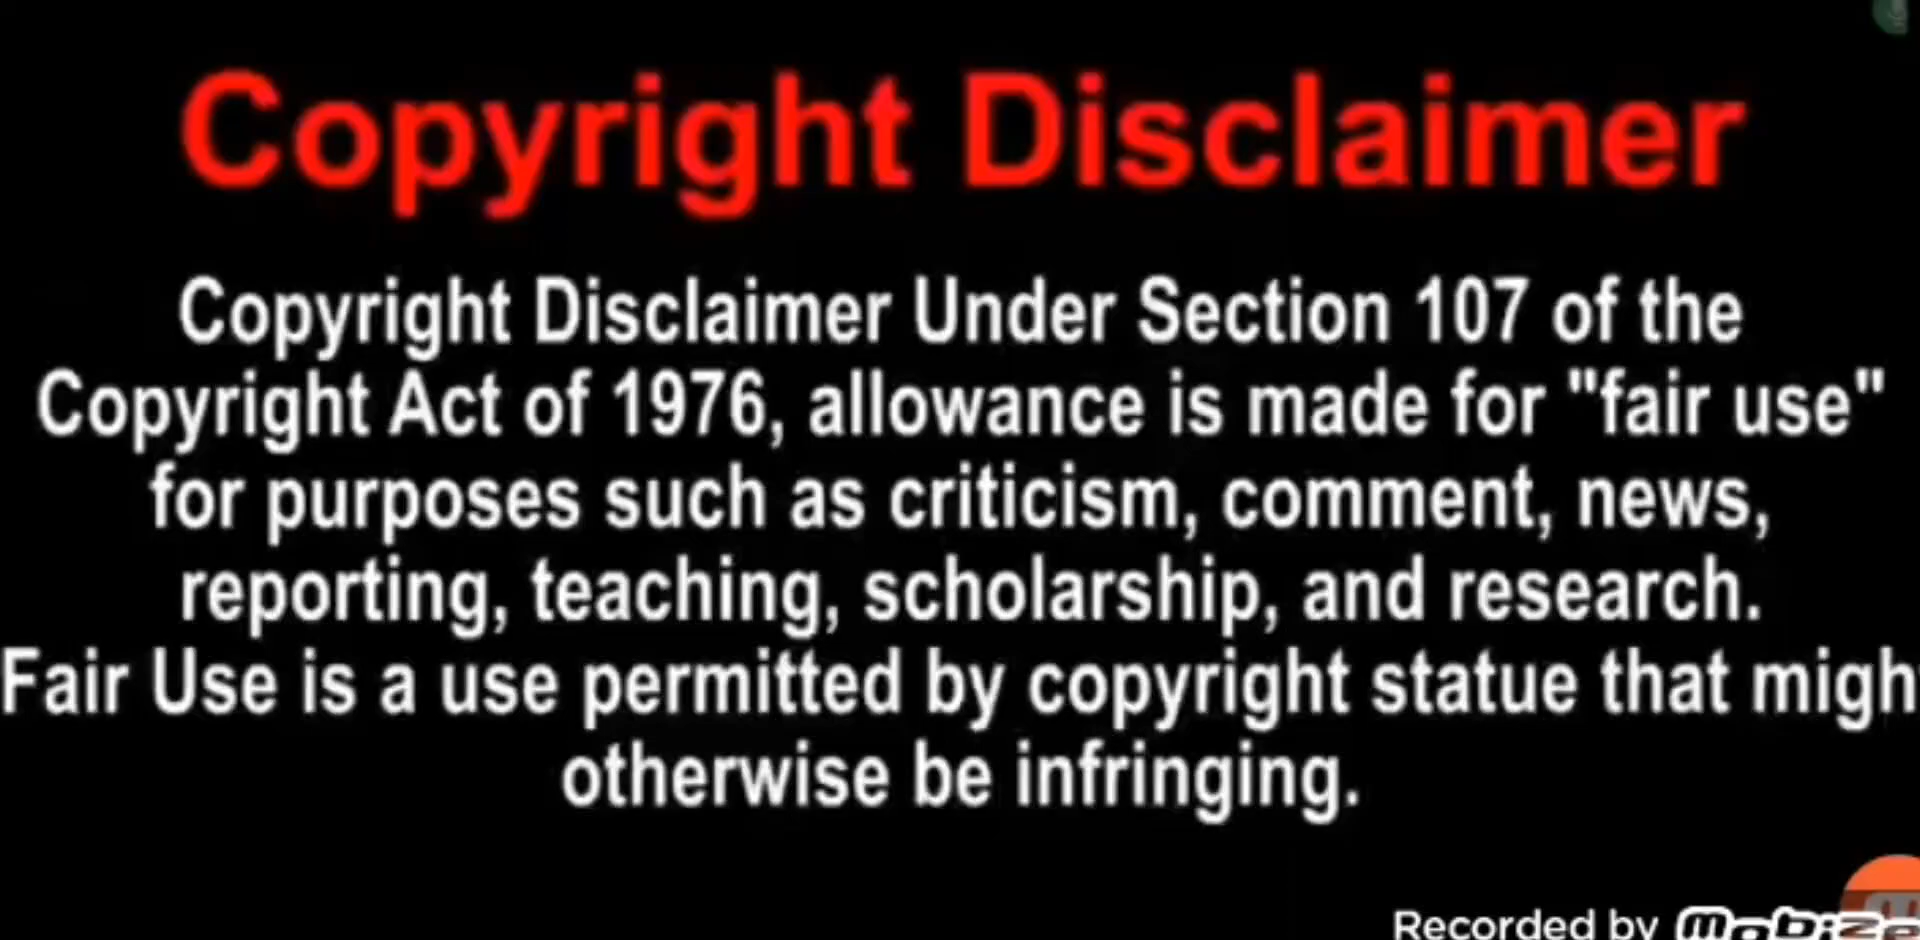 Copyright Disclaimer
Copyright Disclaimer Under Section 107 of the
Copyright Act of 1976, allowance is made for "fair use"
for purposes such as criticism, comment, news,
reporting, teaching, scholarship, and research.
Fair Use is a use permitted by copyright statue that migh
otherwise be infringing.
Recorded by